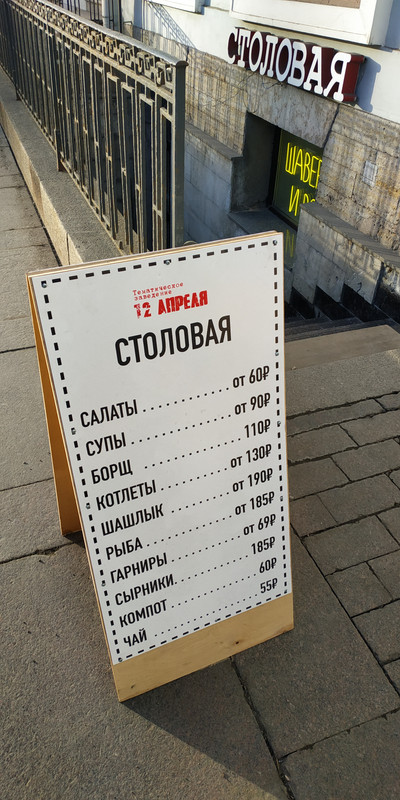 СТОЛОВАЯ
ШАВЕР
И
Тематическое
заведение
12 АПРЕЛЯ
СТОЛОВАЯ
САЛАТЫ . . . . . . . . . . от 60₽
СУПЫ . . . . . . . . . . . . от 90₽
БОРЩ . . . . . . . . . . . . 110₽
КОТЛЕТЫ . . . . . . . . от 130₽
ШАШЛЫК . . . . . . . . от 190₽
РЫБА . . . . . . . . . . . от 185₽
ГАРНИРЫ . . . . . . . . . от 69₽
СЫРНИКИ. . . . . . . . . . 185₽
КОМПОТ . . . . . . . . . . . 60₽
ЧАЙ . . . . . . . . . . . . . . 55₽